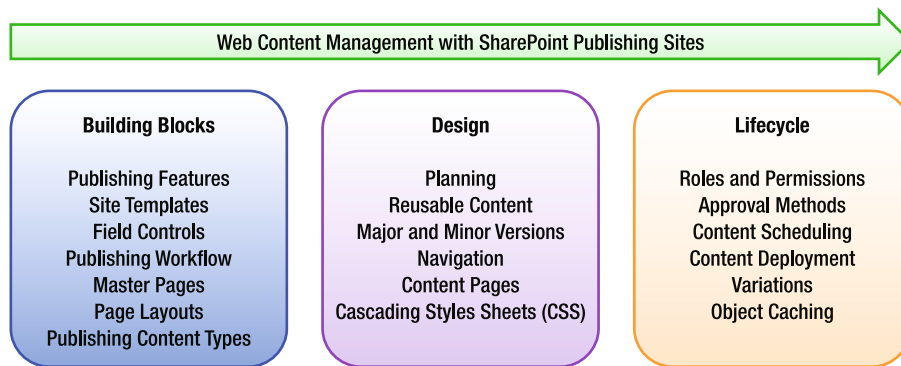 Web Content Management with SharePoint Publishing Sites
Building Blocks
Publishing Features
Site Templates
Field Controls
Publishing Workflow
Master Pages
Page Layouts
Publishing Content Types
Design
Planning
Reusable Content
Major and Minor Versions
Navigation
Content Pages
Cascading Styles Sheets (CSS)
Lifecycle
Roles and Permissions
Approval Methods
Content Scheduling
Content Deployment
Variations
Object Caching